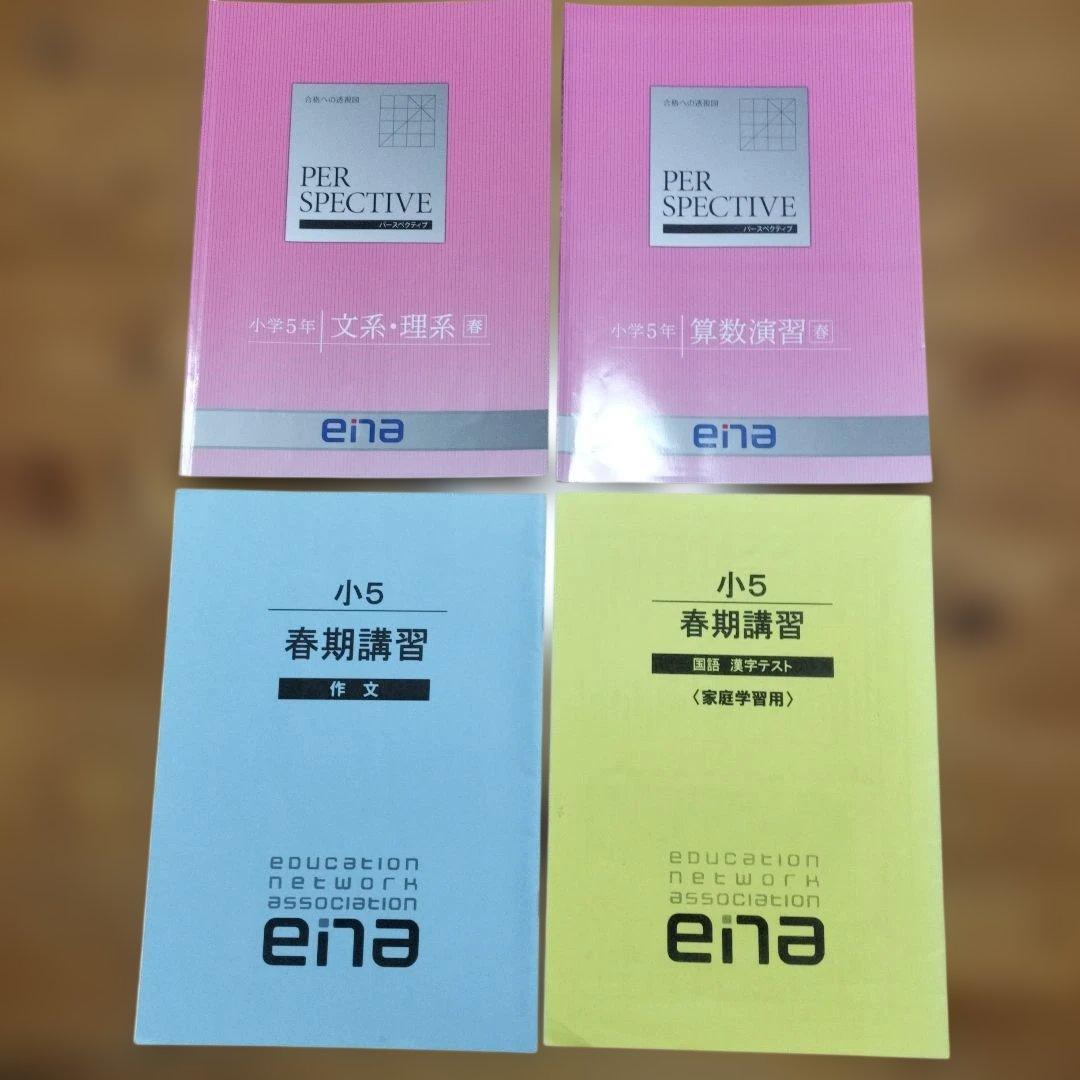 合格への透視図
PER
SPECTIVE
パースペクティブ
小学5年 文系・理系 春
ena
合格への透視図
PER
SPECTIVE
パースペクティブ
小学5年 算数演習 春
ena
小5
春期講習
作文
education
network
association
ena
小5
春期講習
国語 漢字テスト
〈家庭学習用〉
education
network
association
ena